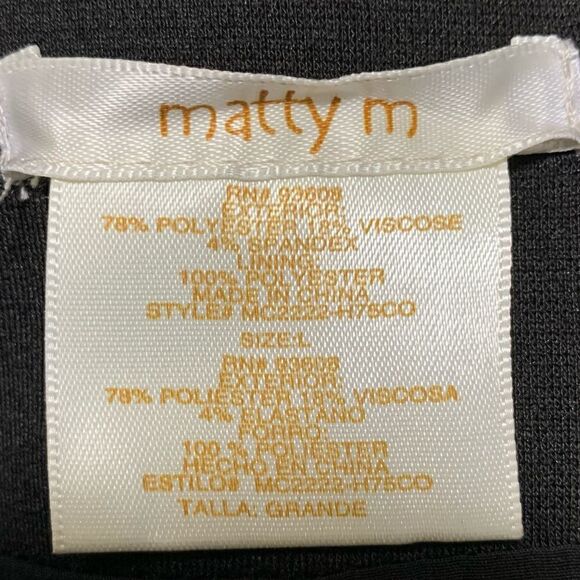 matty m
RN# 93608
EXTERIOR:
78% POLYESTER 18% VISCOSE
4% SPANDEX
LINING:
100% POLYESTER
MADE IN CHINA
STYLE# MC2222-H75CO
SIZE:L
RN# 93608
EXTERIOR:
78% POLIESTER 18% VISCOSA
4% ELASTANO
FORRO:
100 % POLIESTER
HECHO EN CHINA
ESTILO# MC2222-H75CO
TALLA: GRANDE